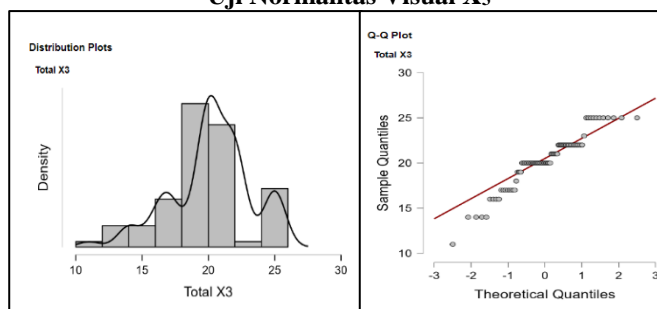 Uji Normalitas Visual X3
Distribution Plots
Total X3
Density
10
15
20
25
30
Total X3
Q-Q Plot
Total X3
30
25
20
15
10
Sample Quantiles
-3
-2
-1
0
1
2
3
Theoretical Quantiles